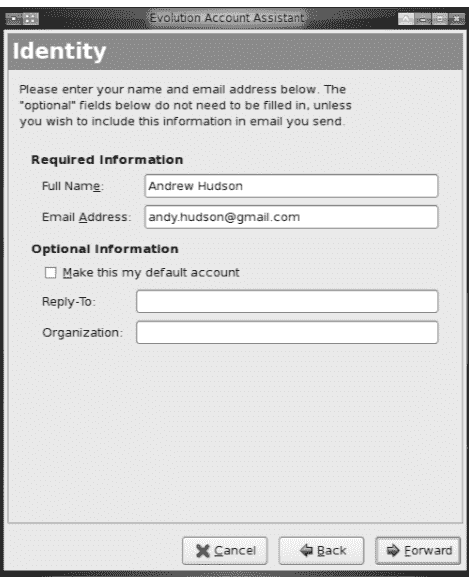 Evolution Account Assistant
Identity
Please enter your name and email address below. The
"optional" fields below do not need to be filled in, unless
you wish to include this information in email you send.
Required Information
Full Name: Andrew Hudson
Email Address: andy.hudson@gmail.com
Optional Information
Make this my default account
Reply-To:
Organization:
Cancel Back Forward